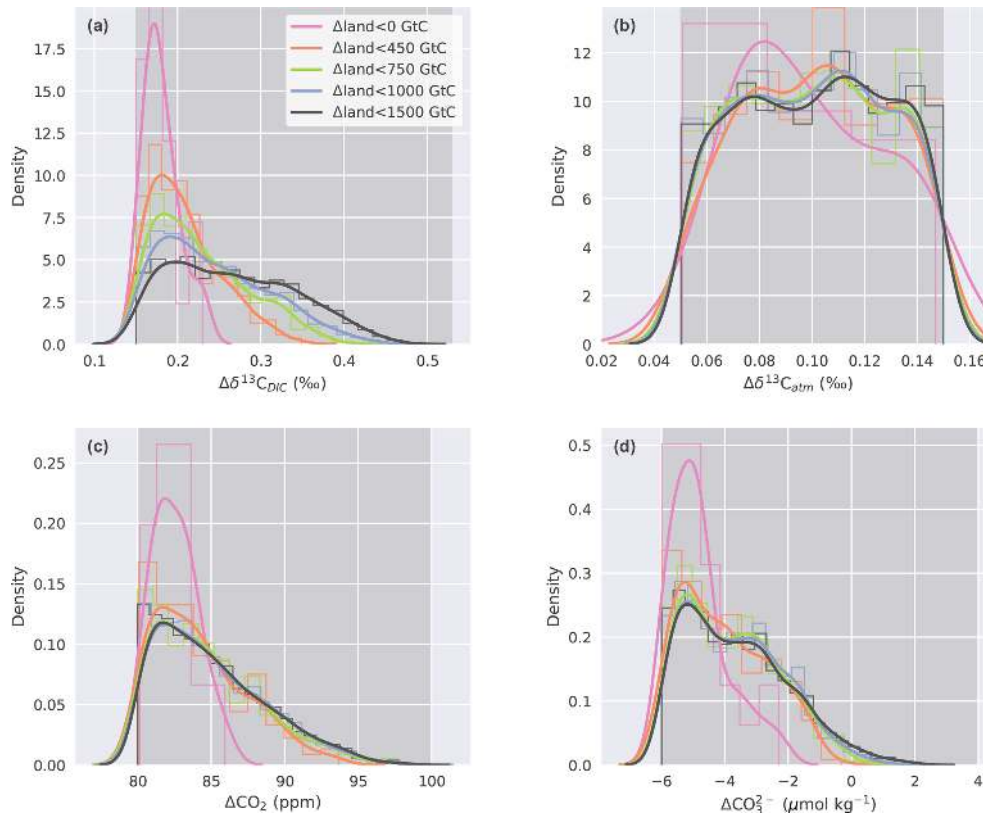 (a)
17.5
15.0
12.5
10.0
7.5
5.0
2.5
0.0
Density
Δland<0 GtC
Δland<450 GtC
Δland<750 GtC
Δland<1000 GtC
Δland<1500 GtC
0.1 0.2 0.3 0.4 0.5
Δδ¹³C_DIC (‰)
(b)
12
10
8
6
4
2
0
Density
0.02 0.04 0.06 0.08 0.10 0.12 0.14 0.16
Δδ¹³C_atm (‰)
(c)
0.25
0.20
0.15
0.10
0.05
0.00
Density
80 85 90 95 100
ΔCO₂ (ppm)
(d)
0.5
0.4
0.3
0.2
0.1
0.0
Density
−6 −4 −2 0 2 4
ΔCO₃²⁻ (μmol kg⁻¹)